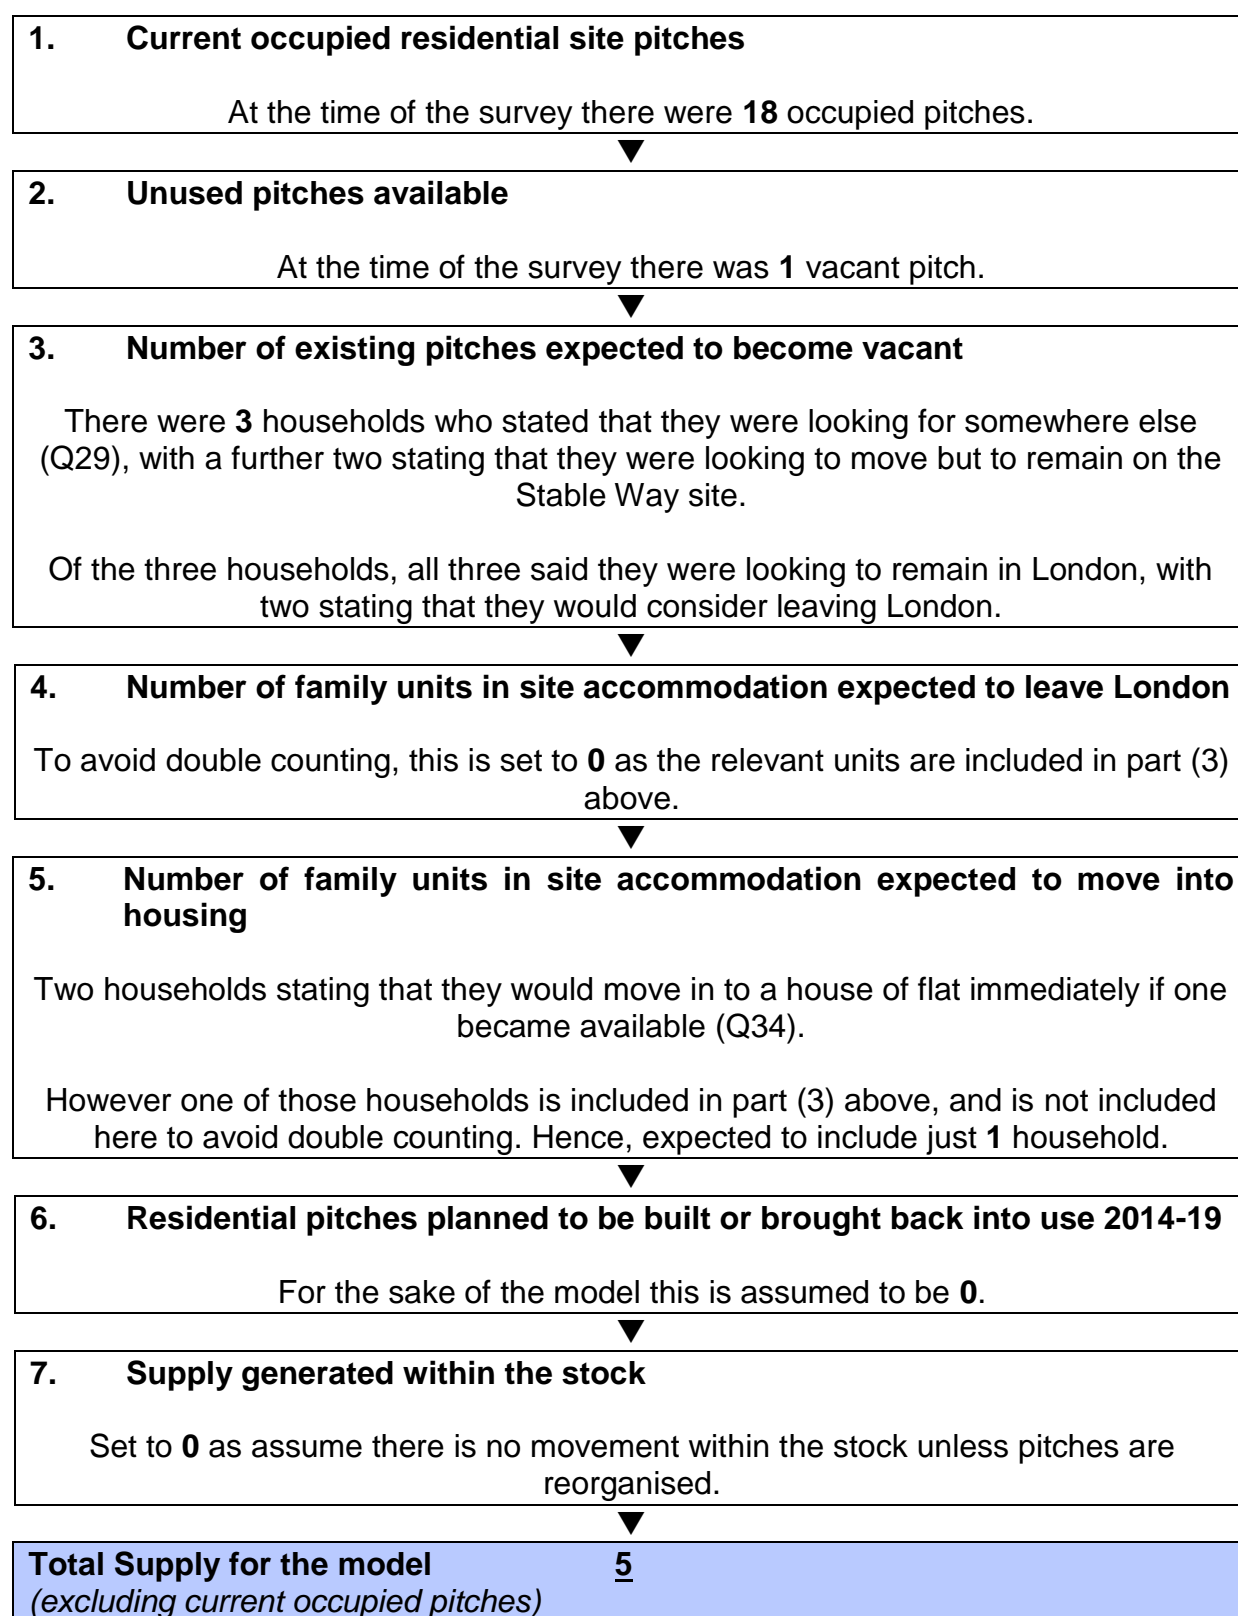 1. Current occupied residential site pitches
At the time of the survey there were 18 occupied pitches.
2. Unused pitches available
At the time of the survey there was 1 vacant pitch.
3. Number of existing pitches expected to become vacant
There were 3 households who stated that they were looking for somewhere else
(Q29), with a further two stating that they were looking to move but to remain on the
Stable Way site.
Of the three households, all three said they were looking to remain in London, with
two stating that they would consider leaving London.
4. Number of family units in site accommodation expected to leave London
To avoid double counting, this is set to 0 as the relevant units are included in part (3)
above.
5. Number of family units in site accommodation expected to move into
housing
Two households stating that they would move in to a house of flat immediately if one
became available (Q34).
However one of those households is included in part (3) above, and is not included
here to avoid double counting. Hence, expected to include just 1 household.
6. Residential pitches planned to be built or brought back into use 2014-19
For the sake of the model this is assumed to be 0.
7. Supply generated within the stock
Set to 0 as assume there is no movement within the stock unless pitches are
reorganised.
Total Supply for the model 5
(excluding current occupied pitches)